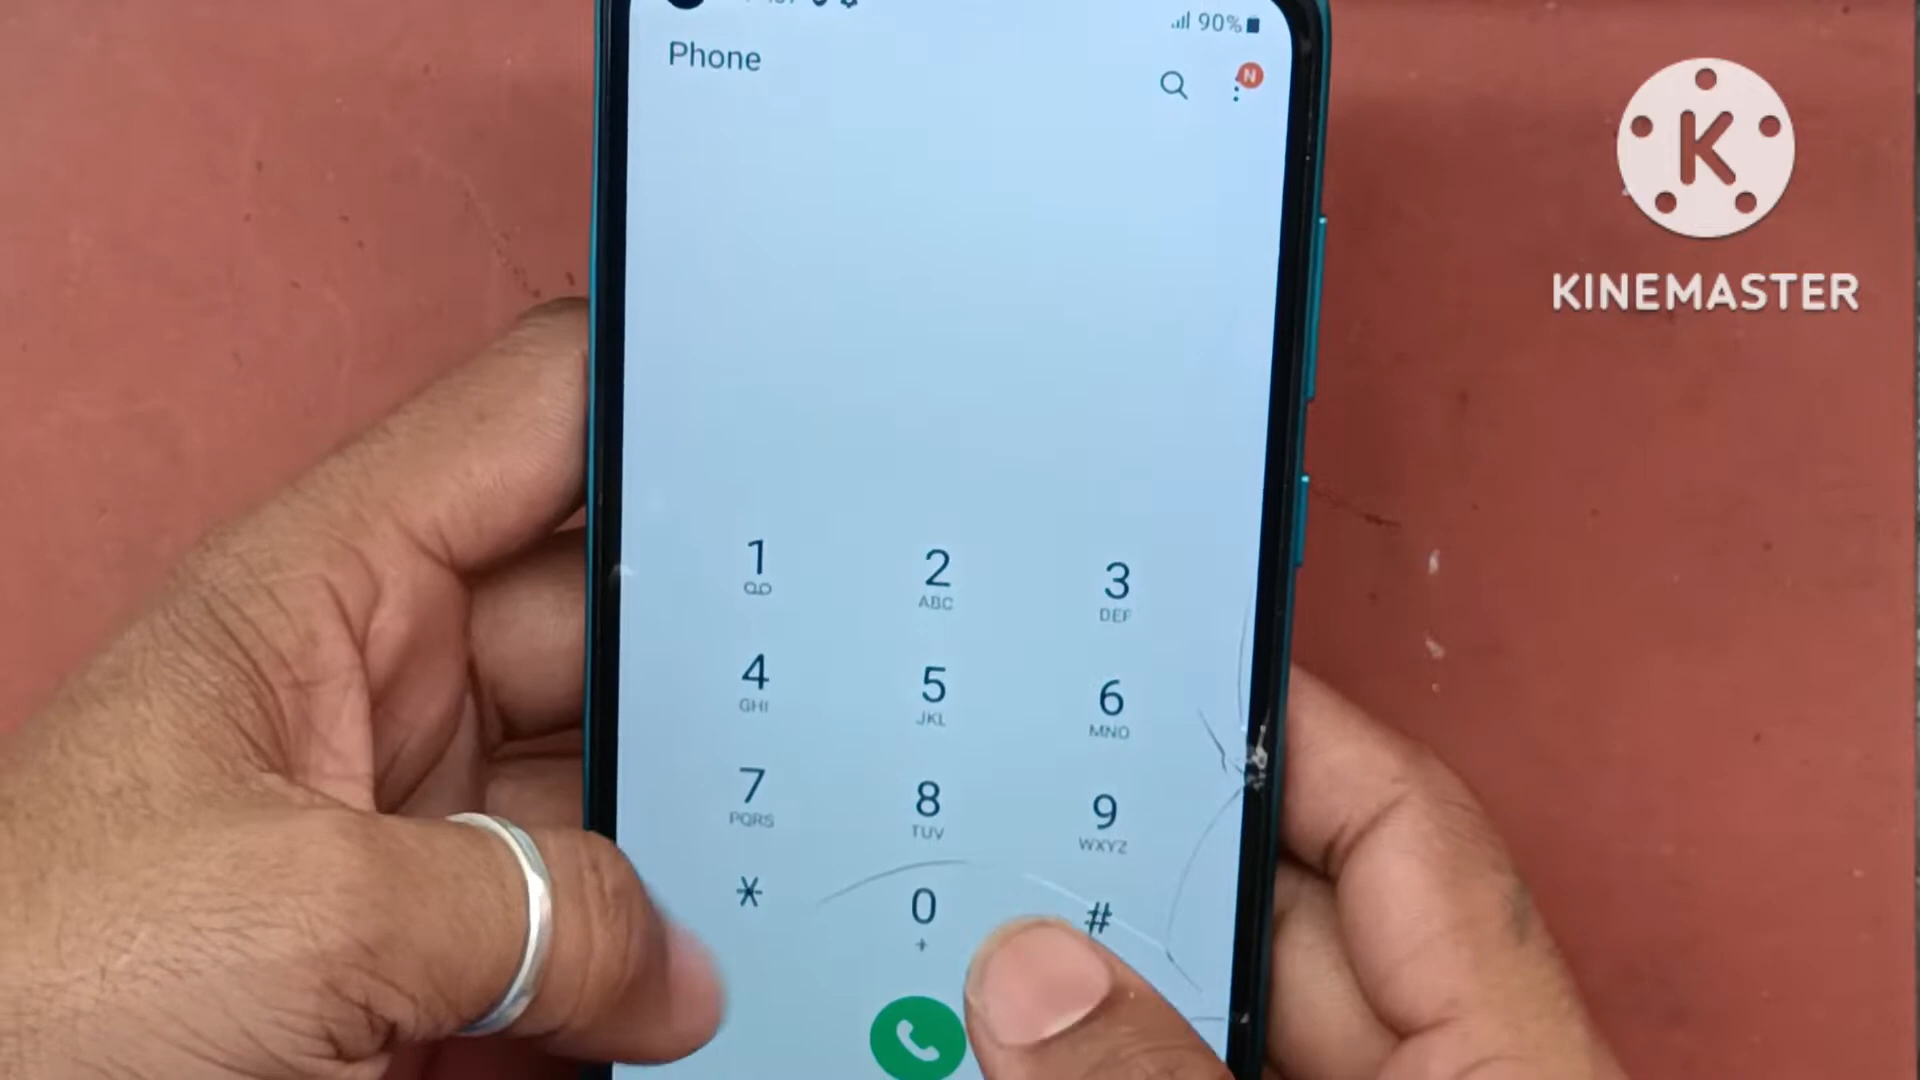 90%
Phone
N
K
KINEMASTER
1 2 3
ABC DEF
4 5 6
GHI JKL MNO
7 8 9
PQRS TUV WXYZ
* 0 #
+